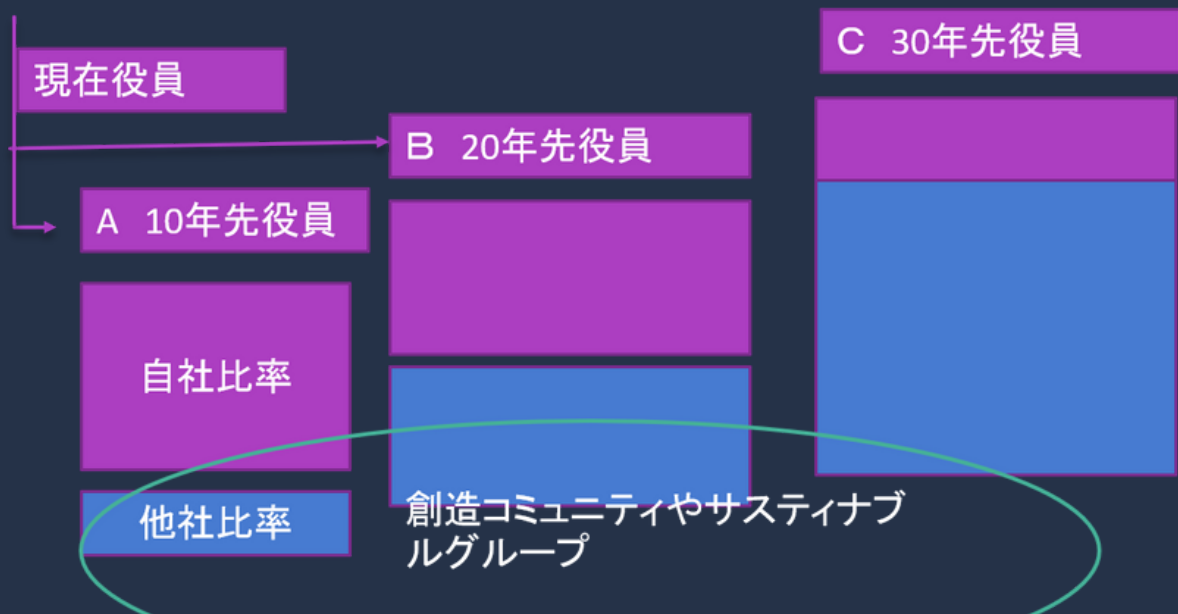 現在役員
C 30年先役員
B 20年先役員
A 10年先役員
自社比率
他社比率
創造コミュニティやサスティナブ
ルグループ